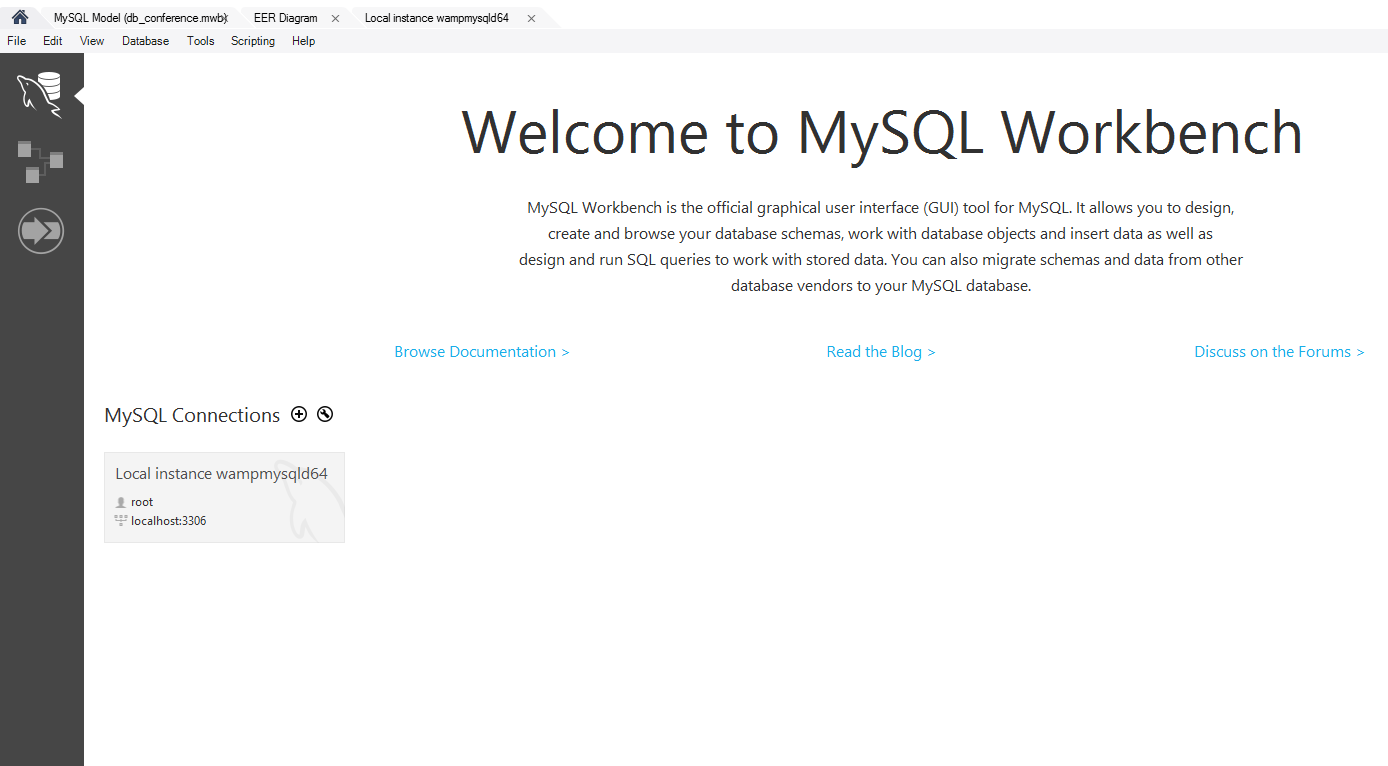 MySQL Model (db_conference.mwb) EER Diagram Local instance wampmysqld64
File Edit View Database Tools Scripting Help
Welcome to MySQL Workbench
MySQL Workbench is the official graphical user interface (GUI) tool for MySQL. It allows you to design,
create and browse your database schemas, work with database objects and insert data as well as
design and run SQL queries to work with stored data. You can also migrate schemas and data from other
database vendors to your MySQL database.
Browse Documentation > Read the Blog > Discuss on the Forums >
MySQL Connections
Local instance wampmysqld64
root
localhost:3306